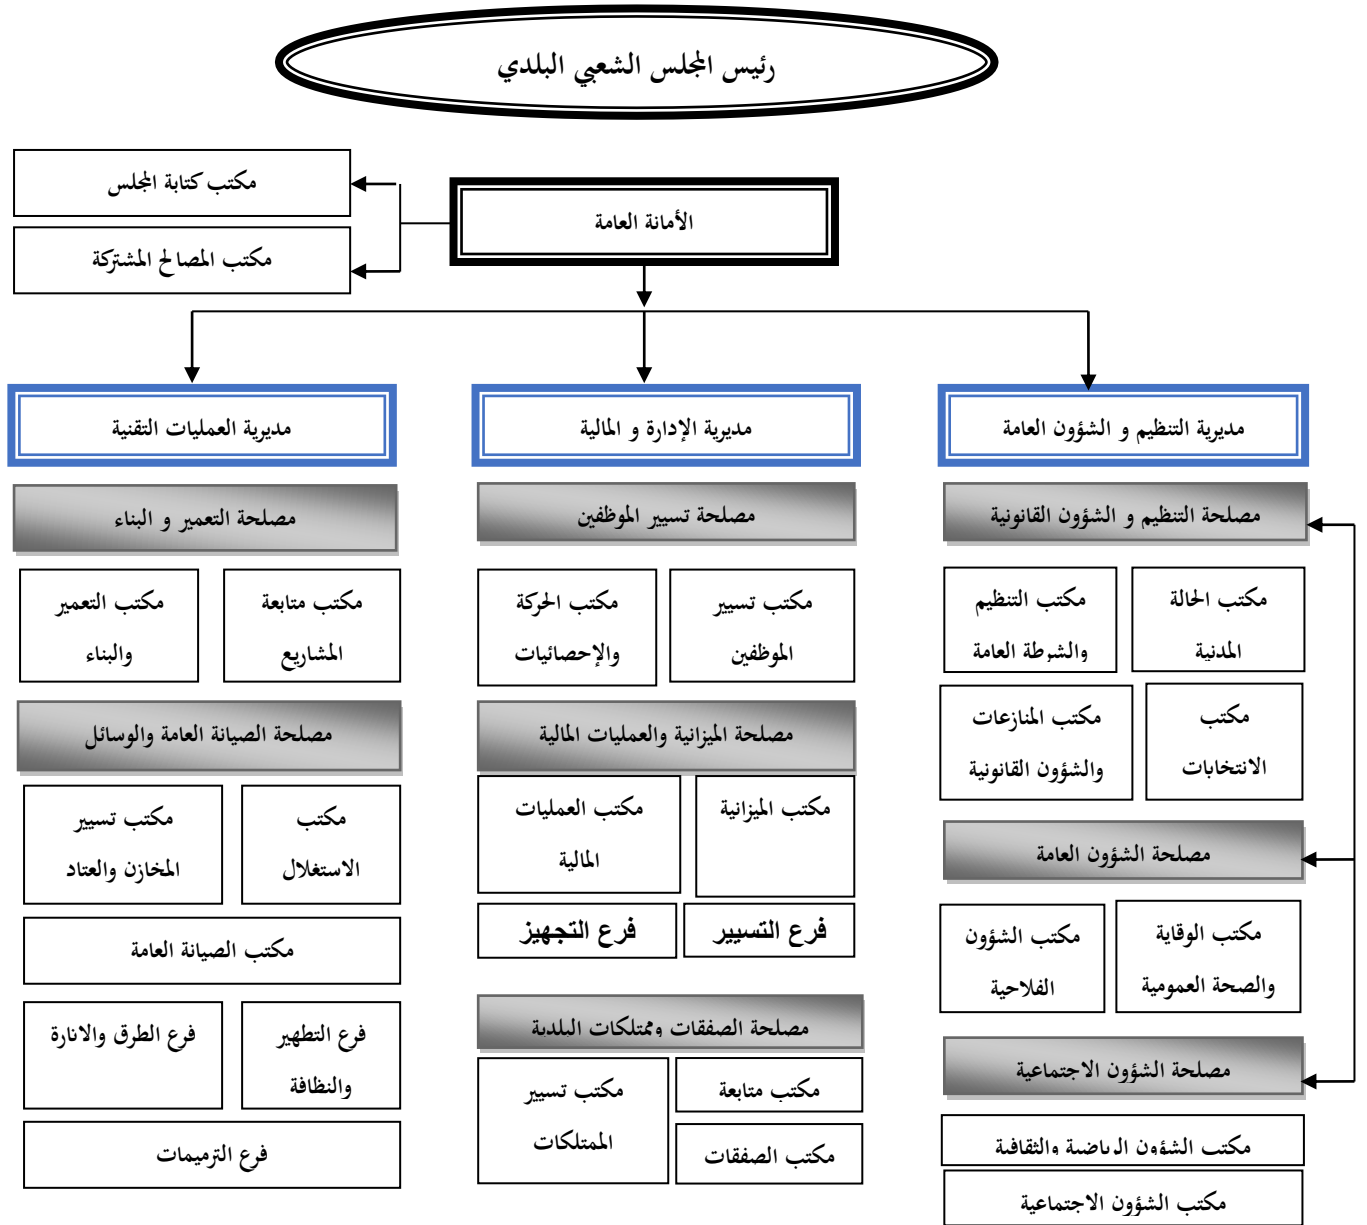 رئيس المجلس الشعبي البلدي
مكتب كتابة المجلس
الأمانة العامة
مكتب المصالح المشتركة
مديرية التنظيم و الشؤون العامة
مصلحة التنظيم و الشؤون القانونية
مكتب الحالة
المدنية
مكتب التنظيم
والشرطة العامة
مكتب
الانتخابات
مكتب المنازعات
والشؤون القانونية
مصلحة الشؤون العامة
مكتب الوقاية
والصحة العمومية
مكتب الشؤون
الفلاحية
مصلحة الشؤون الاجتماعية
مكتب الشؤون الرياضية والثقافية
مكتب الشؤون الاجتماعية
مديرية الإدارة و المالية
مصلحة تسيير الموظفين
مكتب تسيير
الموظفين
مكتب الحركة
والإحصائيات
مصلحة الميزانية والعمليات المالية
مكتب الميزانية
مكتب العمليات
المالية
فرع التسيير
فرع التجهيز
مصلحة الصفقات وممتلكات البلدية
مكتب متابعة
مكتب تسيير
الممتلكات
مكتب الصفقات
مديرية العمليات التقنية
مصلحة التعمير و البناء
مكتب متابعة
المشاريع
مكتب التعمير
والبناء
مصلحة الصيانة العامة والوسائل
مكتب
الاستغلال
مكتب تسيير
المخازن والعتاد
مكتب الصيانة العامة
فرع التطهير
والنظافة
فرع الطرق والانارة
فرع الترميمات